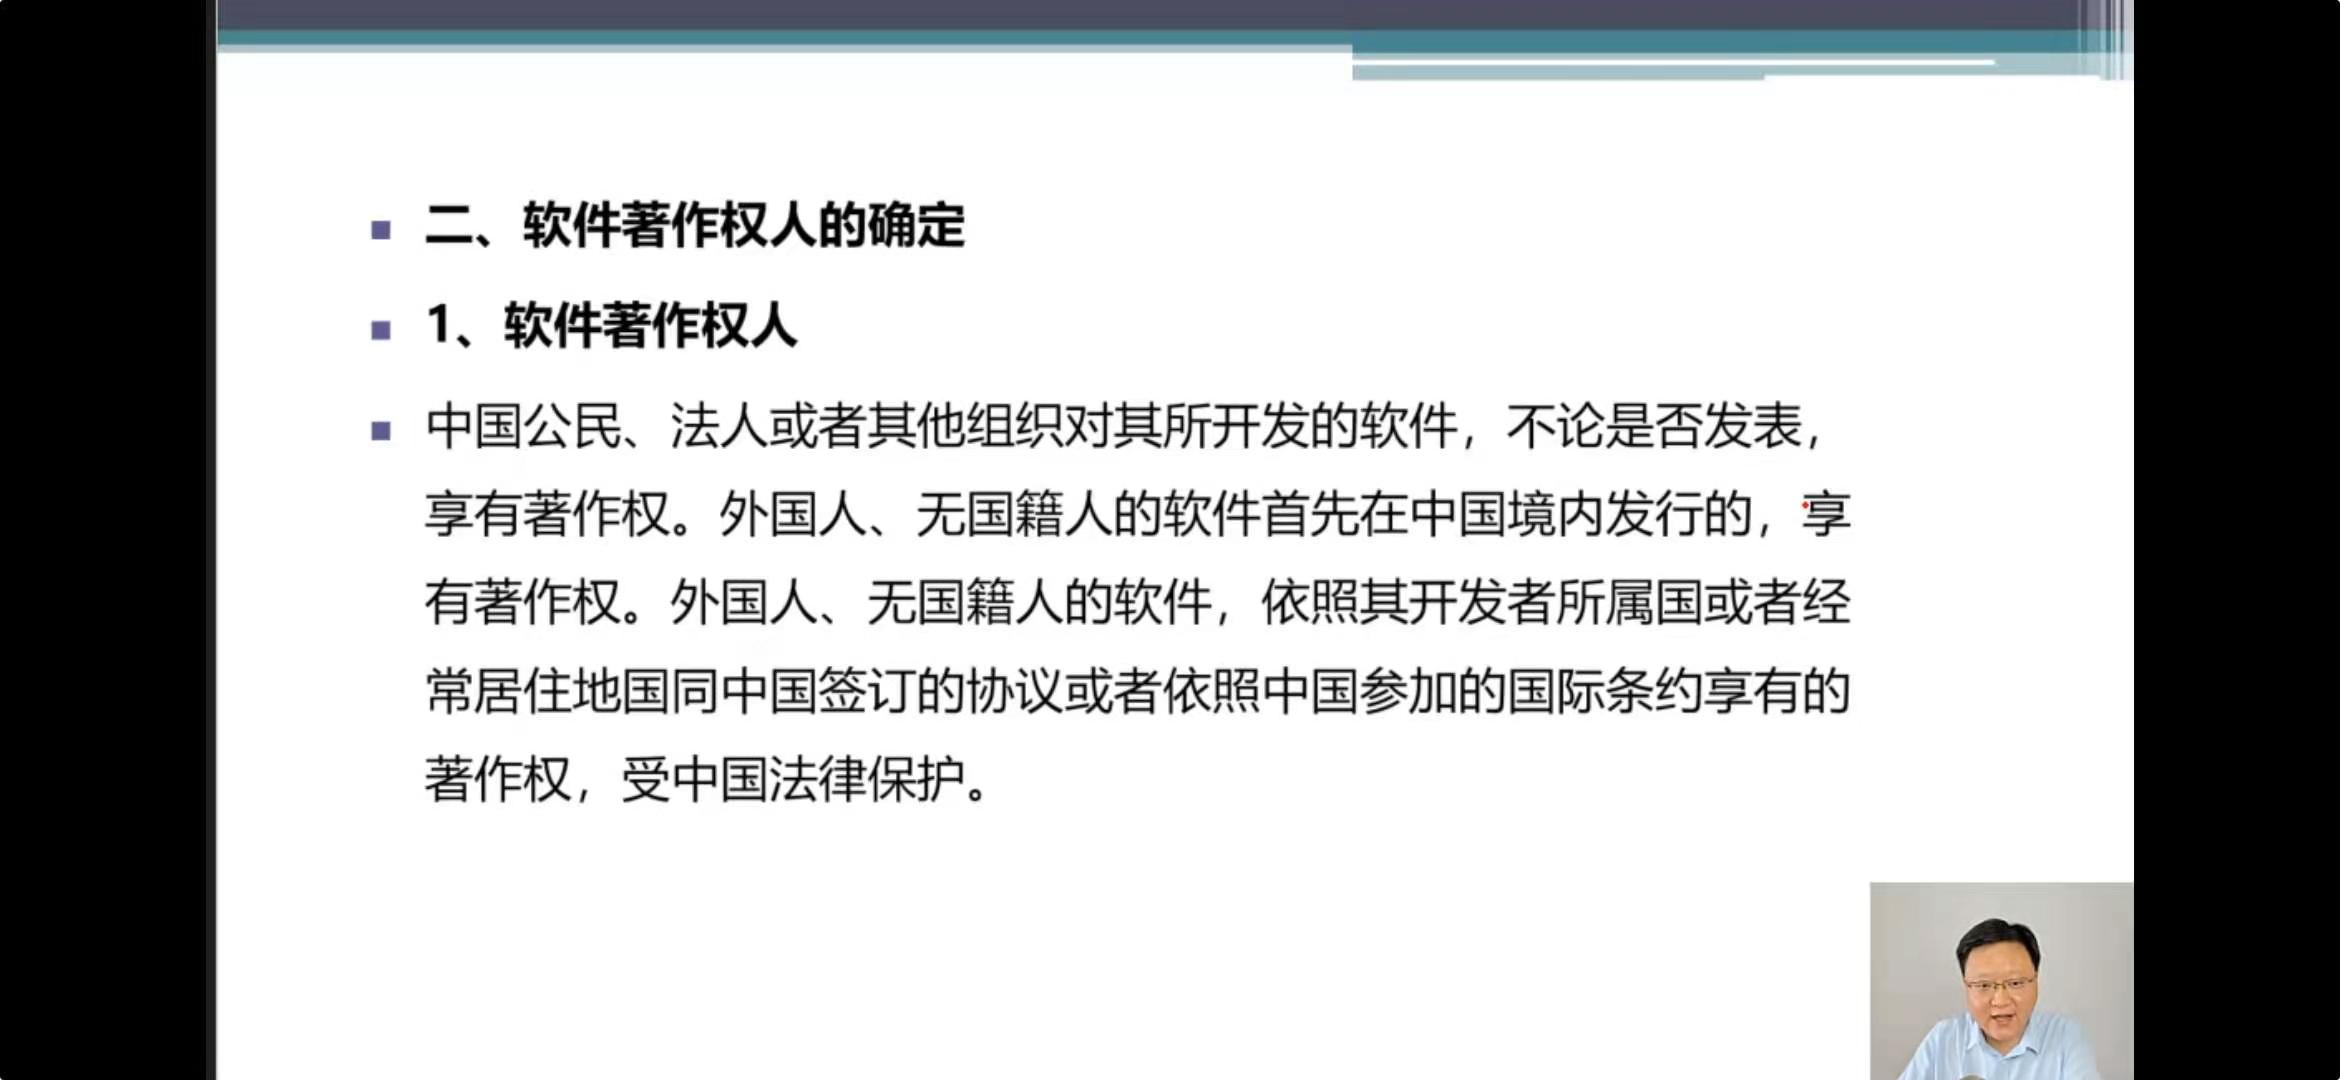 二、软件著作权人的确定
1、软件著作权人
中国公民、法人或者其他组织对其所开发的软件，不论是否发表，
享有著作权。外国人、无国籍人的软件首先在中国境内发行的，享
有著作权。外国人、无国籍人的软件，依照其开发者所属国或者经
常居住地国同中国签订的协议或者依照中国参加的国际条约享有的
著作权，受中国法律保护。